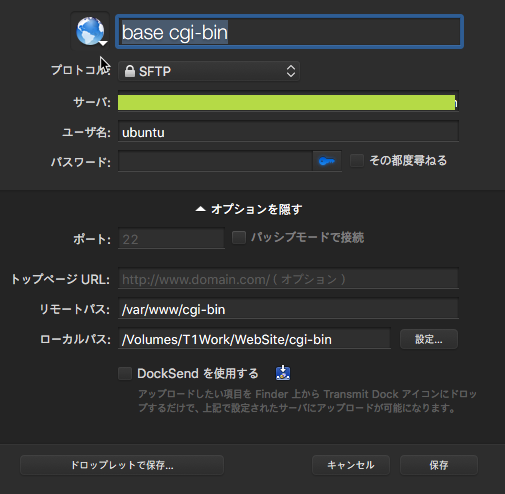 base cgi-bin
プロトコル: SFTP
サーバ:
ユーザ名: ubuntu
パスワード: その都度尋ねる
オプションを隠す
ポート: 22 パッシブモードで接続
トップページ URL: http://www.domain.com/ ( オプション )
リモートパス: /var/www/cgi-bin
ローカルパス: /Volumes/T1Work/WebSite/cgi-bin 設定...
DockSend を使用する
アップロードしたい項目を Finder 上から Transmit Dock アイコンにドロッ
プするだけで、上記で設定されたサーバにアップロードが可能になります。
ドロップレットで保存... キャンセル 保存